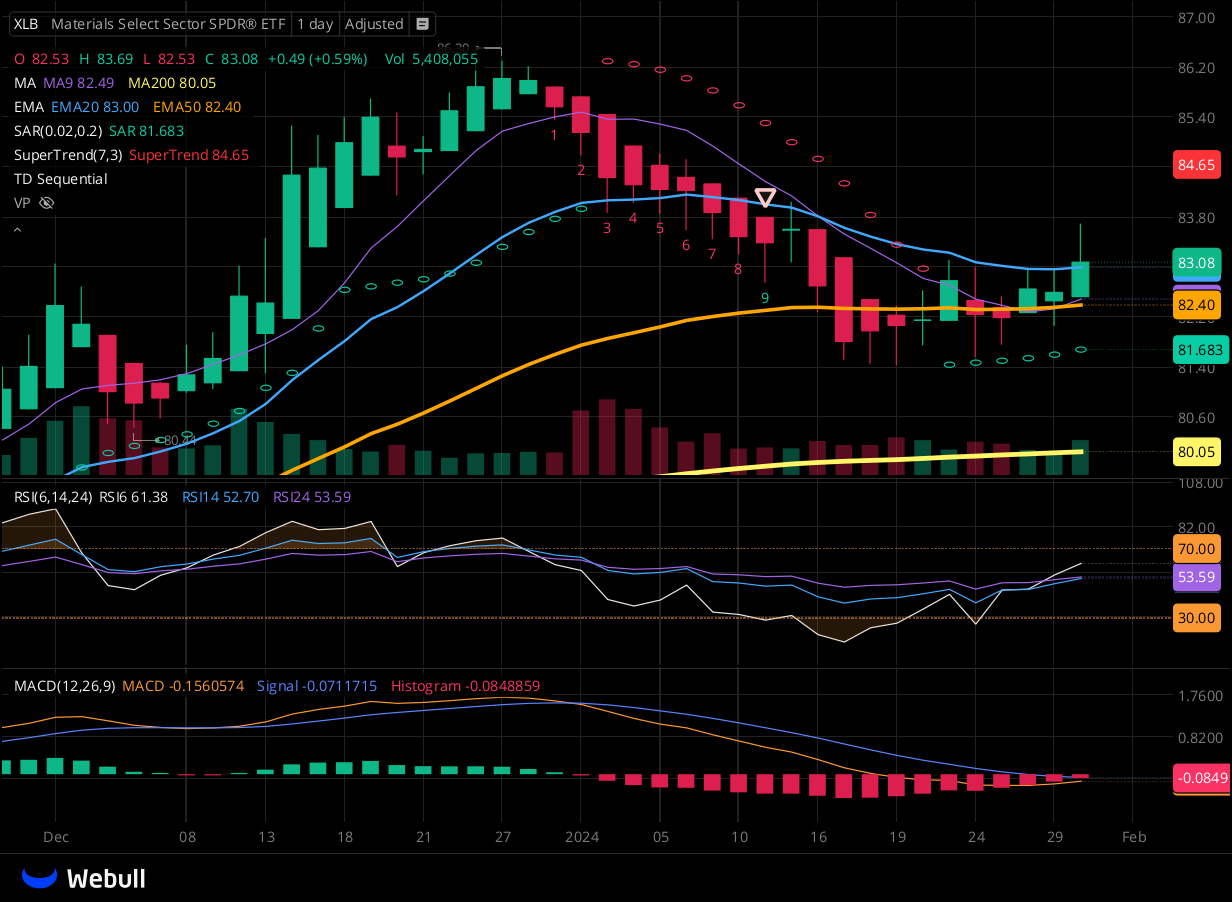 XLB Materials Select Sector SPDR® ETF 1 day Adjusted
O 82.53 H 83.69 L 82.53 C 83.08 +0.49 (+0.59%) Vol 5,408,055
MA MA9 82.49 MA200 80.05
EMA EMA20 83.00 EMA50 82.40
SAR(0.02,0.2) SAR 81.683
SuperTrend(7,3) SuperTrend 84.65
TD Sequential
VP
87.00
86.20
85.40
84.65
83.80
83.08
82.40
81.683
81.40
80.60
80.05
1
2
3
4
5
6
7
8
9
80.44
RSI(6,14,24) RSI6 61.38 RSI14 52.70 RSI24 53.59
108.00
82.00
70.00
53.59
30.00
MACD(12,26,9) MACD -0.1560574 Signal -0.0711715 Histogram -0.0848859
1.7600
0.8200
-0.0849
Dec 08 13 18 21 27 2024 05 10 16 19 24 29 Feb
Webull